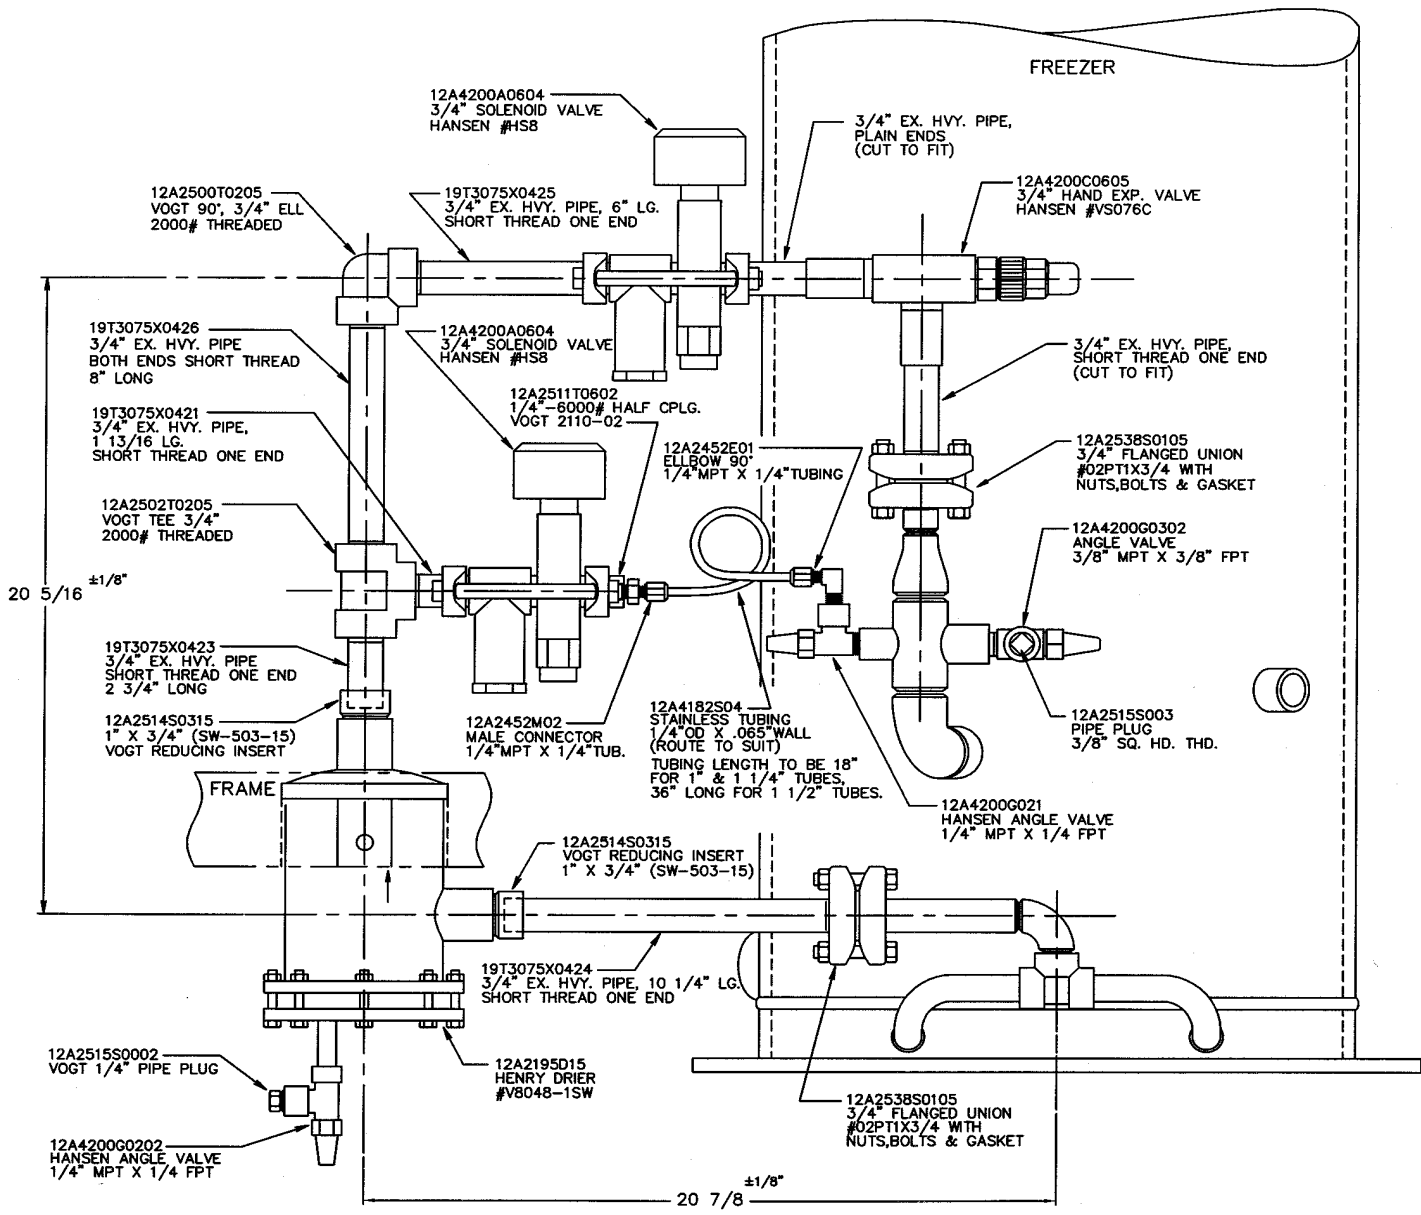 FREEZER
12A4200A0604
3/4" SOLENOID VALVE
HANSEN #HS8
3/4" EX. HVY. PIPE,
PLAIN ENDS
(CUT TO FIT)
12A2500T0205
VOGT 90°, 3/4" ELL
2000# THREADED
19T3075X0425
3/4" EX. HVY. PIPE, 6" LG.
SHORT THREAD ONE END
12A4200C0605
3/4" HAND EXP. VALVE
HANSEN #VS076C
19T3075X0426
3/4" EX. HVY. PIPE
BOTH ENDS SHORT THREAD
8" LONG
12A4200A0604
3/4" SOLENOID VALVE
HANSEN #HS8
3/4" EX. HVY. PIPE,
SHORT THREAD ONE END
(CUT TO FIT)
19T3075X0421
3/4" EX. HVY. PIPE,
1 13/16 LG.
SHORT THREAD ONE END
12A2511T0602
1/4"-6000# HALF CPLG.
VOGT 2110-02
12A2452E01
ELLBOW 90°
1/4"MPT X 1/4"TUBING
12A2538S0105
3/4" FLANGED UNION
#02PT1X3/4 WITH
NUTS,BOLTS & GASKET
12A2502T0205
VOGT TEE 3/4"
2000# THREADED
12A4200G0302
ANGLE VALVE
3/8" MPT X 3/8" FPT
20 5/16 ±1/8"
19T3075X0423
3/4" EX. HVY. PIPE
SHORT THREAD ONE END
2 3/4" LONG
12A2514S0315
1" X 3/4" (SW-503-15)
VOGT REDUCING INSERT
12A2452M02
MALE CONNECTOR
1/4"MPT X 1/4"TUB.
12A4182S04
STAINLESS TUBING
1/4"OD X .065"WALL
(ROUTE TO SUIT)
TUBING LENGTH TO BE 18"
FOR 1" & 1 1/4" TUBES,
36" LONG FOR 1 1/2" TUBES.
12A2515S003
PIPE PLUG
3/8" SQ. HD. THD.
FRAME
12A4200G021
HANSEN ANGLE VALVE
1/4" MPT X 1/4 FPT
12A2514S0315
VOGT REDUCING INSERT
1" X 3/4" (SW-503-15)
19T3075X0424
3/4" EX. HVY. PIPE, 10 1/4" LG.
SHORT THREAD ONE END
12A2515S0002
VOGT 1/4" PIPE PLUG
12A2195D15
HENRY DRIER
#V8048-1SW
12A2538S0105
3/4" FLANGED UNION
#02PT1X3/4 WITH
NUTS,BOLTS & GASKET
12A4200G0202
HANSEN ANGLE VALVE
1/4" MPT X 1/4 FPT
20 7/8 ±1/8"